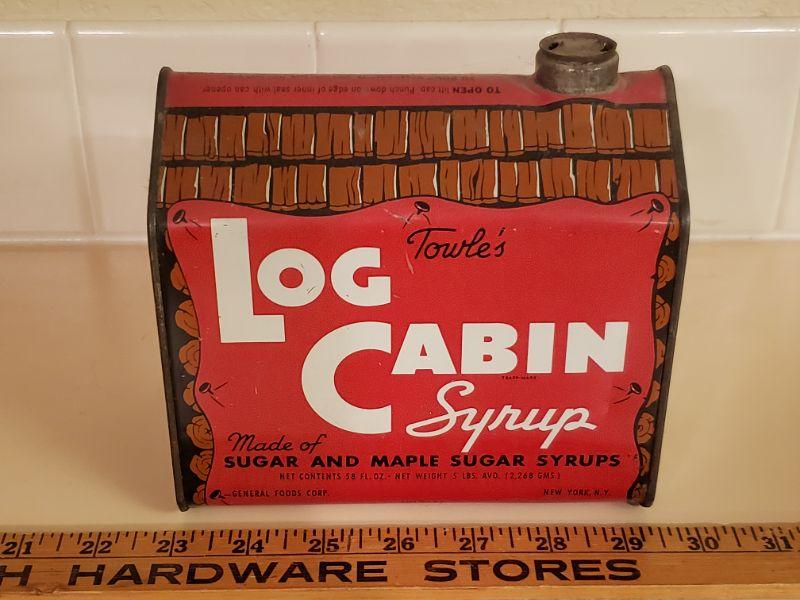 TO OPEN lift cap. Punch down on edge of inner seal with can opener
Towle's
LOG
CABIN
TRADE-MARK
Syrup
Made of
SUGAR AND MAPLE SUGAR SYRUPS
NET CONTENTS 58 FL. OZ. - NET WEIGHT 5 LBS. AVD. (2,268 GMS.)
GENERAL FOODS CORP. NEW YORK, N.Y.
21 22 23 24 25 26 27 28 29 30 31
H HARDWARE STORES